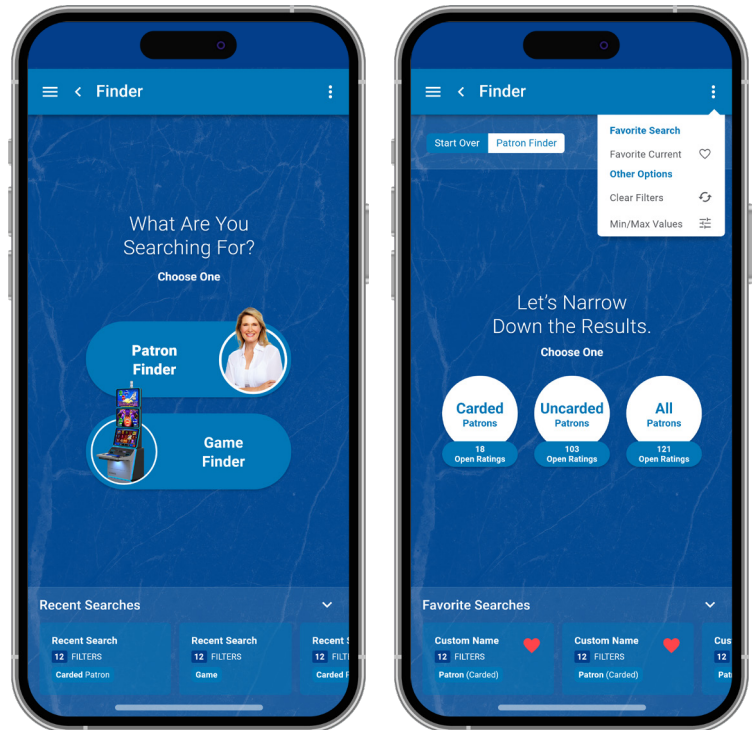 Finder
What Are You
Searching For?
Choose One
Patron
Finder
Game
Finder
Recent Searches
Recent Search
12 FILTERS
Carded Patron
Recent Search
12 FILTERS
Game
Recent
12 FILT
Carded
Finder
Start Over
Patron Finder
Favorite Search
Favorite Current
Other Options
Clear Filters
Min/Max Values
Let's Narrow
Down the Results.
Choose One
Carded
Patrons
18
Open Ratings
Uncarded
Patrons
103
Open Ratings
All
Patrons
121
Open Ratings
Favorite Searches
Custom Name
12 FILTERS
Patron (Carded)
Custom Name
12 FILTERS
Patron (Carded)
Cus
12
Pat